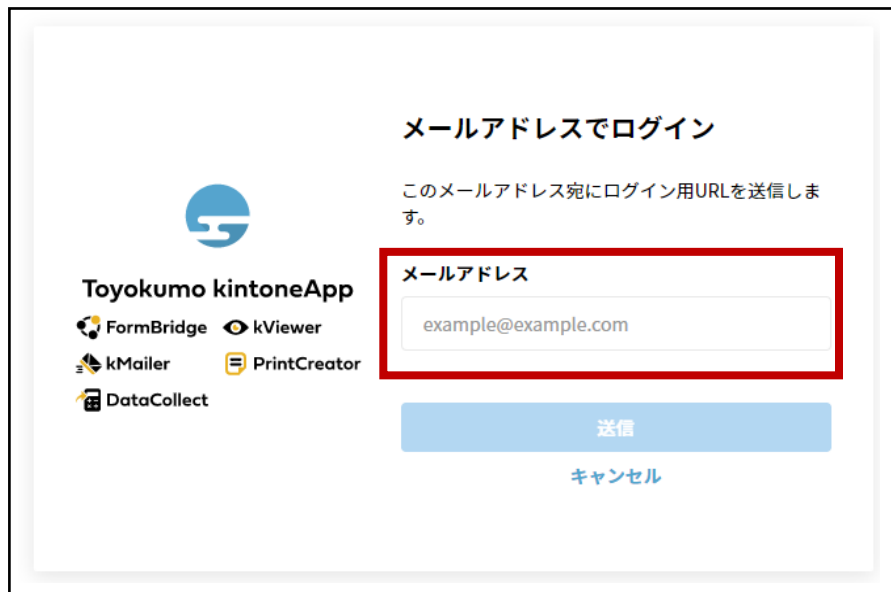 メールアドレスでログイン
このメールアドレス宛にログイン用URLを送信しま
す。
Toyokumo kintoneApp
FormBridge kViewer
kMailer PrintCreator
DataCollect
メールアドレス
example@example.com
送信
キャンセル